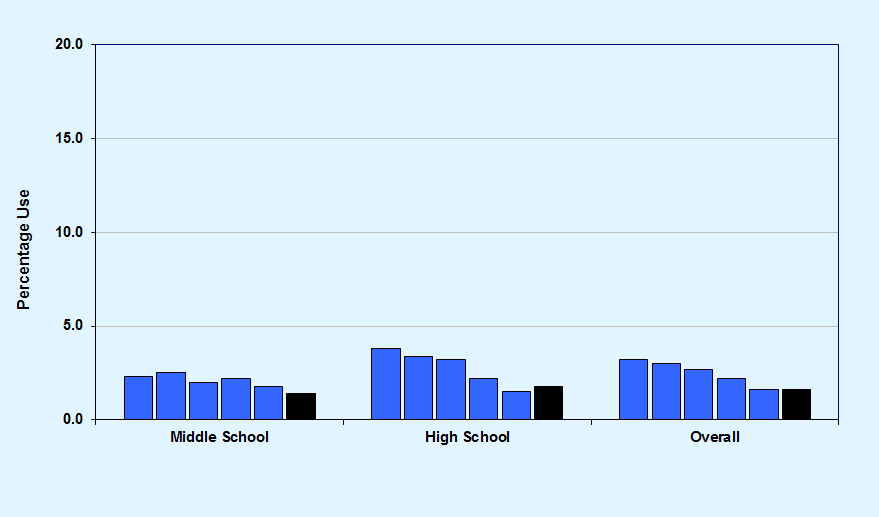 20.0
15.0
10.0
5.0
0.0
Percentage Use
Middle School
High School
Overall